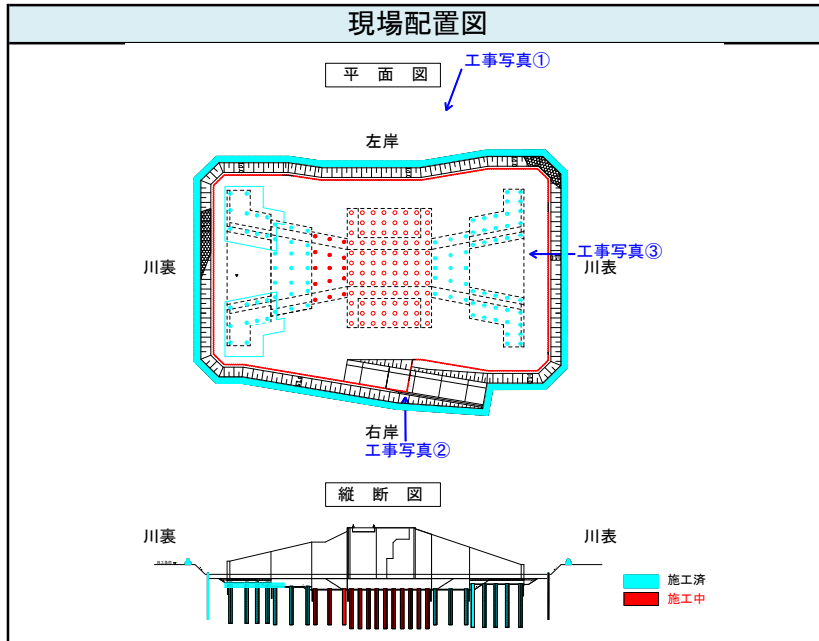 現場配置図
工事写真①
平 面 図
左岸
工事写真③
川裏
川表
右岸
工事写真②
縦 断 図
川裏
川表
施工済
施工中